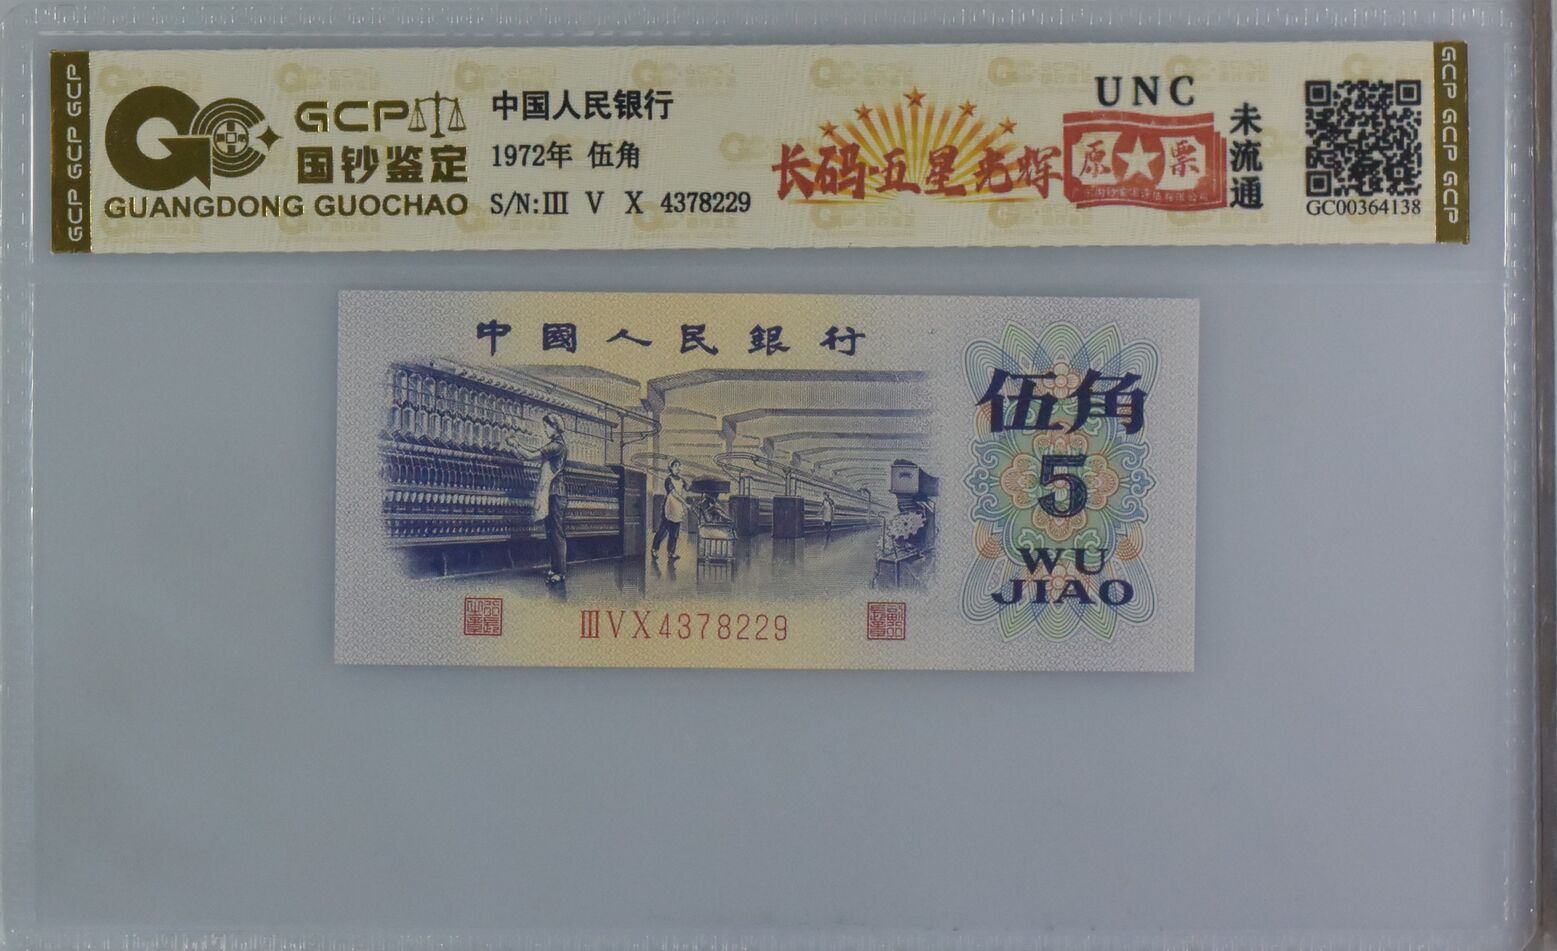 GCP GCP GCP
GCP
国钞鉴定
GUANGDONG GUOCHAO
中国人民银行
1972年 伍角
S/N:Ⅲ V X 4378229
长码·五星光辉
UNC
原票
未流通
GC00364138
GCP GCP GCP
中國人民銀行
伍角
5
WU
JIAO
ⅢVX4378229